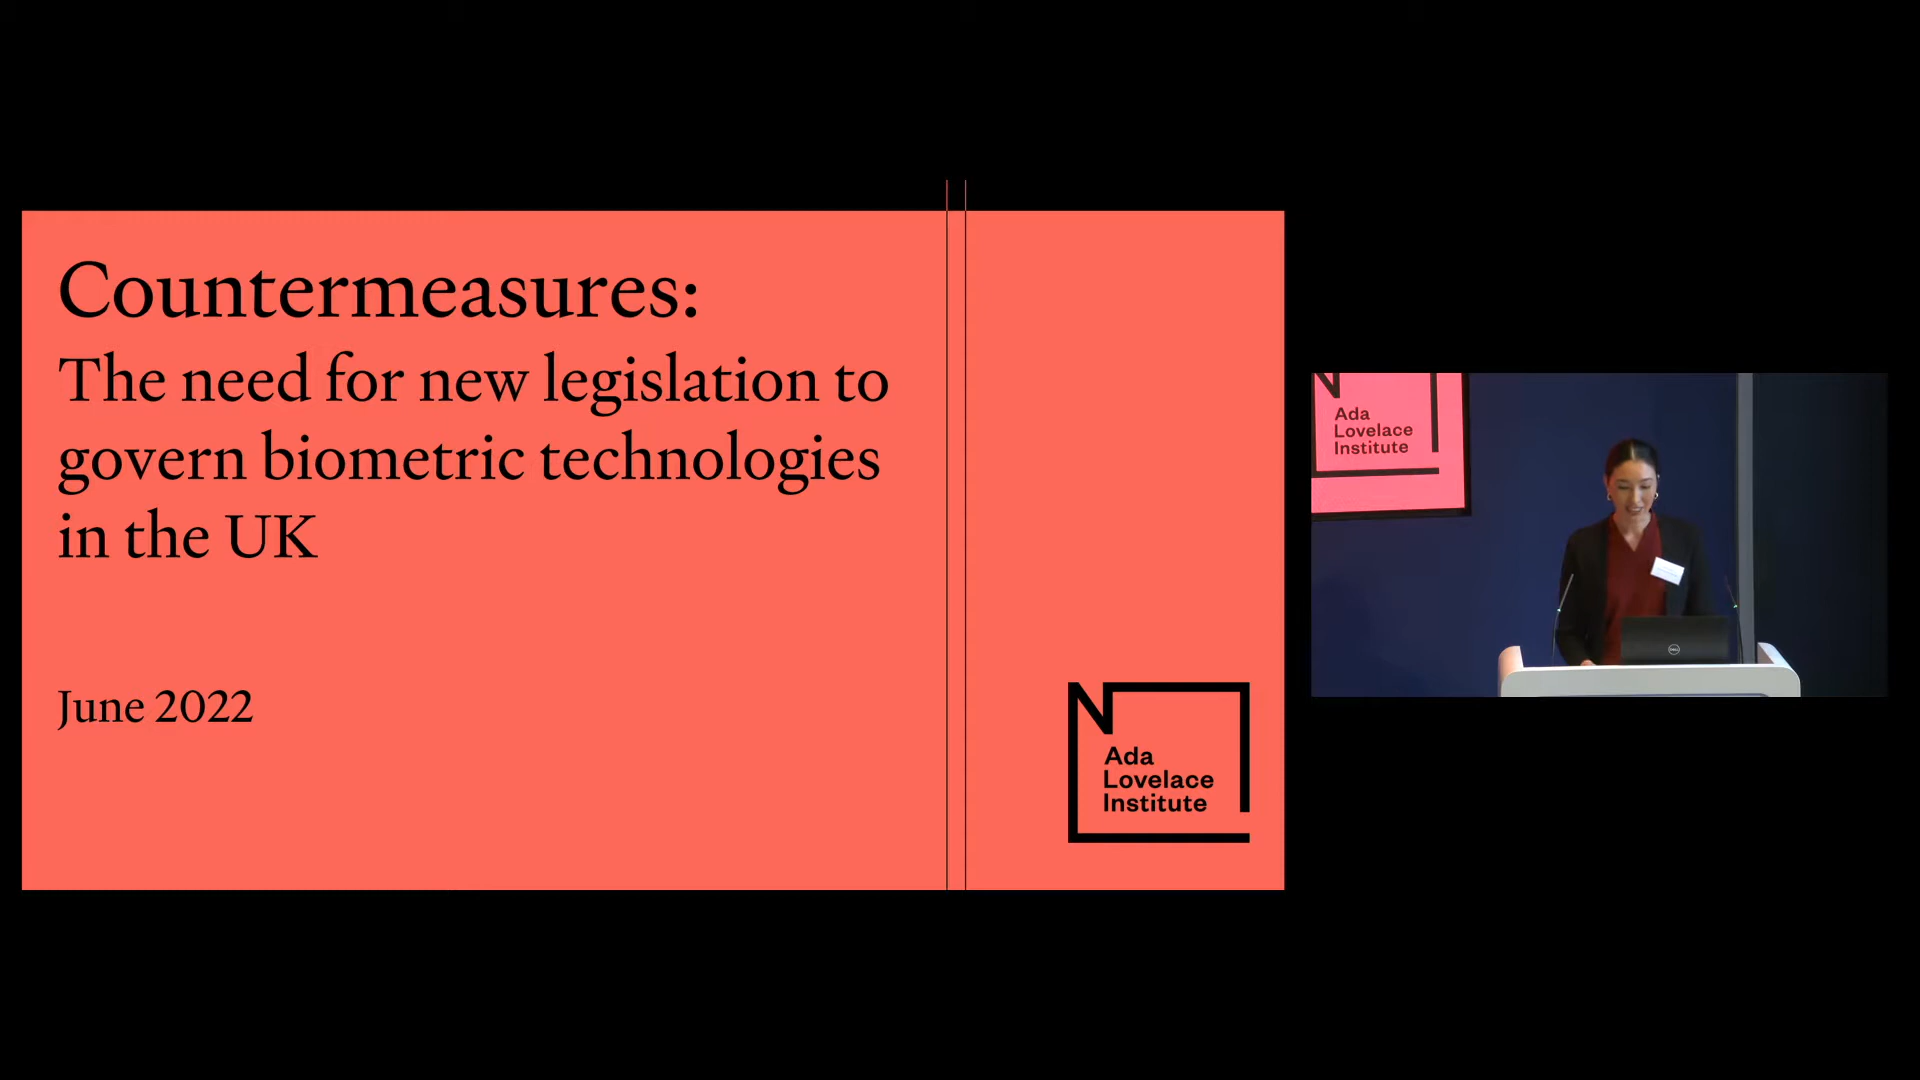 Countermeasures:
The need for new legislation to
govern biometric technologies
in the UK
June 2022
Ada
Lovelace
Institute
Ada
Lovelace
Institute
DELL